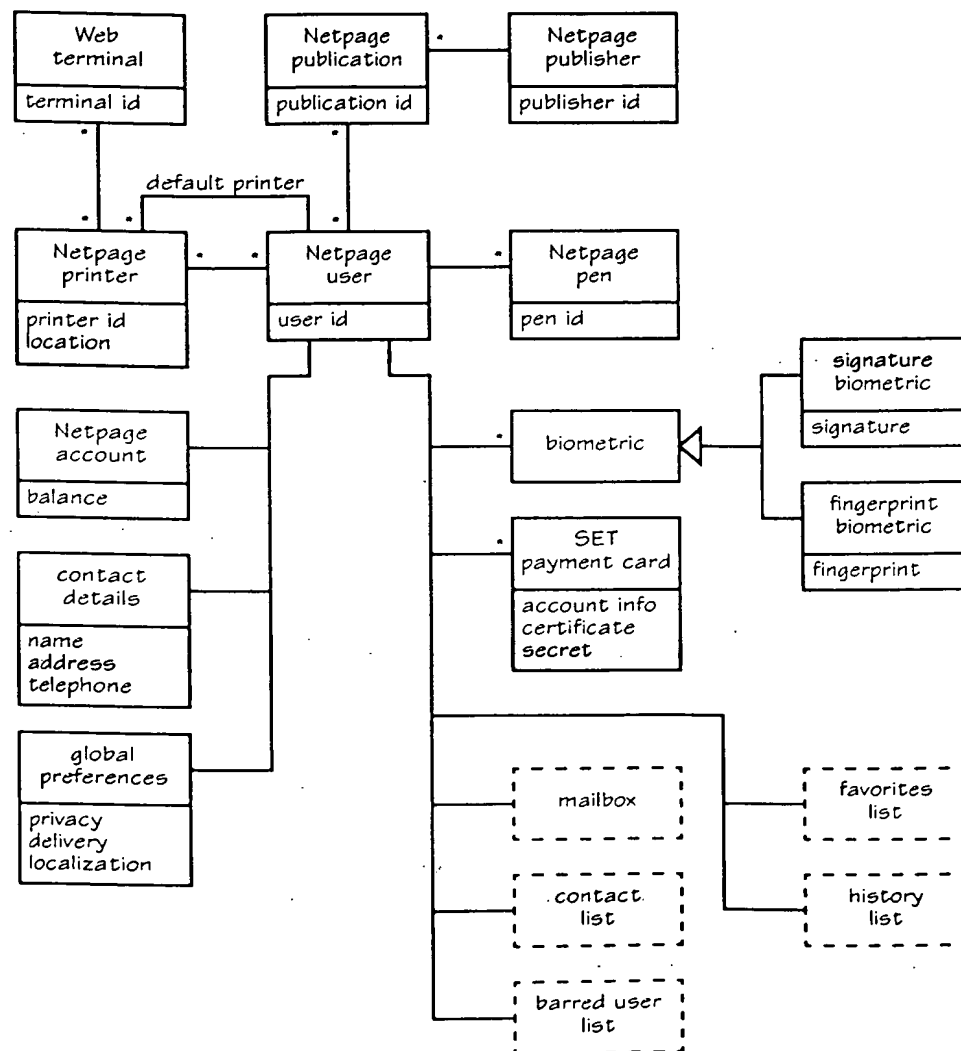 Web
terminal
terminal id
Netpage
publication
publication id
Netpage
publisher
publisher id
*
*
*
default printer
*
*
*
Netpage
printer
printer id
location
*
*
Netpage
user
user id
*
Netpage
pen
pen id
Netpage
account
balance
*
biometric
signature
biometric
signature
fingerprint
biometric
fingerprint
contact
details
name
address
telephone
*
SET
payment card
account info
certificate
secret
global
preferences
privacy
delivery
localization
mailbox
favorites
list
contact
list
history
list
barred user
list